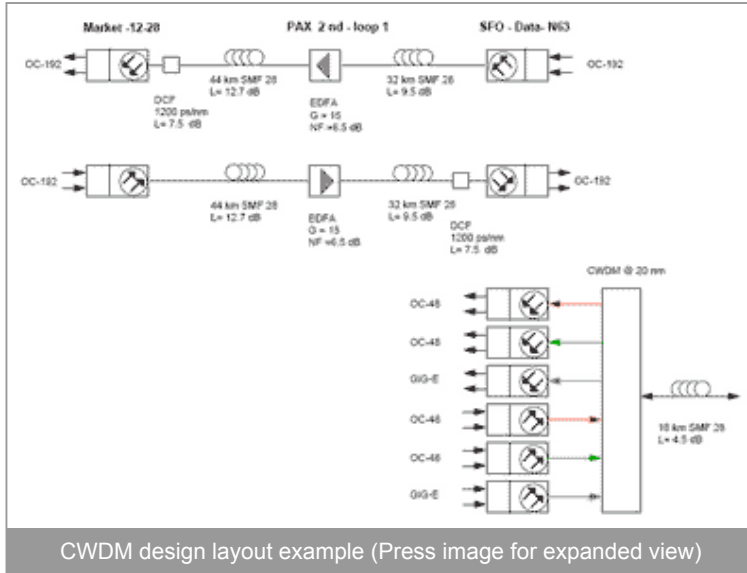 Market -12-28 PAX 2 nd - loop 1 SFO - Data- N63
OC-192 OC-192
44 km SMF 28
L= 12.7 dB
32 km SMF 28
L= 9.5 dB
DCF
1200 ps/nm
L= 7.5 dB
EDFA
G = 15
NF =6.5 dB
OC-192 OC-192
44 km SMF 28
L= 12.7 dB
EDFA
G = 15
NF =6.5 dB
32 km SMF 28
L= 9.5 dB
DCF
1200 ps/nm
L= 7.5 dB
CWDM @ 20 nm
OC-48
OC-48
GIG-E
OC-48
OC-48
GIG-E
16 km SMF 28
L= 4.5 dB
CWDM design layout example (Press image for expanded view)